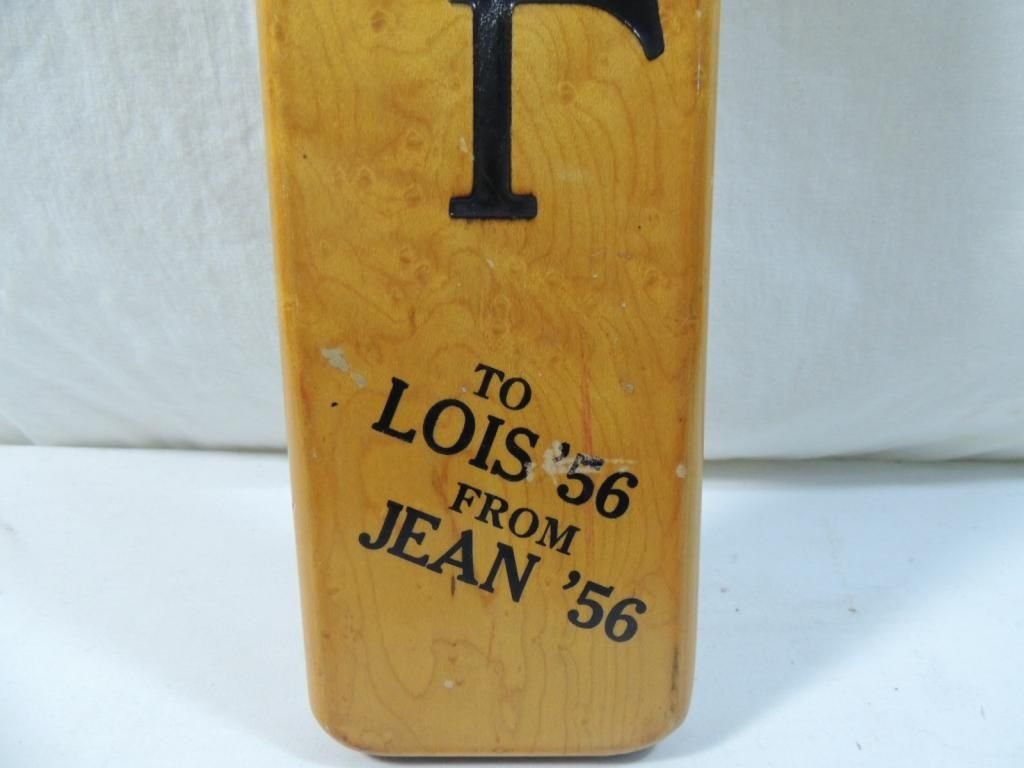 Γ
TO
LOIS '56
FROM
JEAN '56